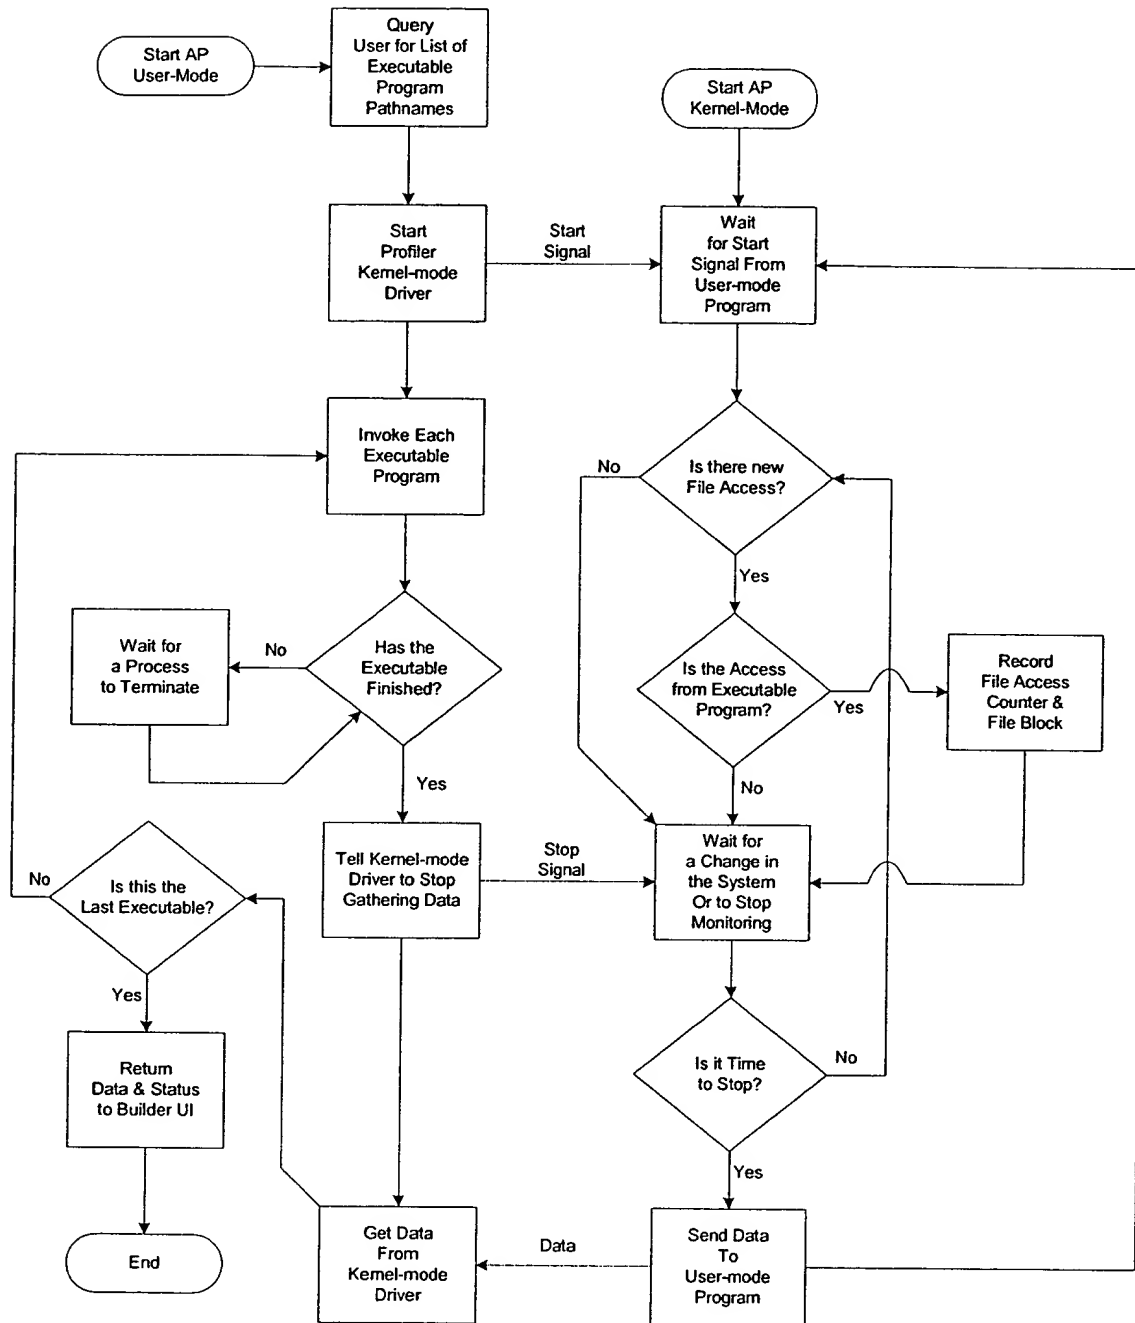 Start AP
User-Mode
Query
User for List of
Executable
Program
Pathnames
Start AP
Kernel-Mode
Start
Profiler
Kernel-mode
Driver
Start
Signal
Wait
for Start
Signal From
User-mode
Program
Invoke Each
Executable
Program
No
Is there new
File Access?
Yes
Wait for
a Process
to Terminate
No
Has the
Executable
Finished?
Yes
Is the Access
from Executable
Program?
Yes
No
Record
File Access
Counter &
File Block
Tell Kernel-mode
Driver to Stop
Gathering Data
Stop
Signal
Wait for
a Change in
the System
Or to Stop
Monitoring
No
Is this the
Last Executable?
Yes
Return
Data & Status
to Builder UI
Is it Time
to Stop?
No
Yes
End
Get Data
From
Kernel-mode
Driver
Data
Send Data
To
User-mode
Program